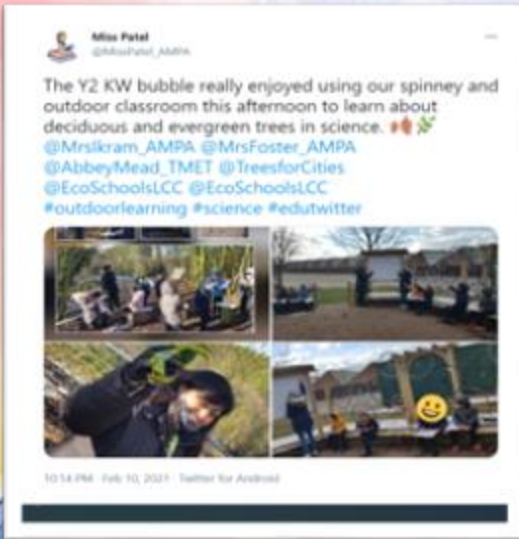 Miss Patel
@MissPatel_AMPA
The Y2 KW bubble really enjoyed using our spinney and
outdoor classroom this afternoon to learn about
deciduous and evergreen trees in science. 🍂🌿
@MrsIkram_AMPA @MrsFoster_AMPA
@AbbeyMead_TMET @TreesforCities
@EcoSchoolsLCC @EcoSchoolsLCC
#outdoorlearning #science #edutwitter
10:14 PM · Feb 10, 2021 · Twitter for Android